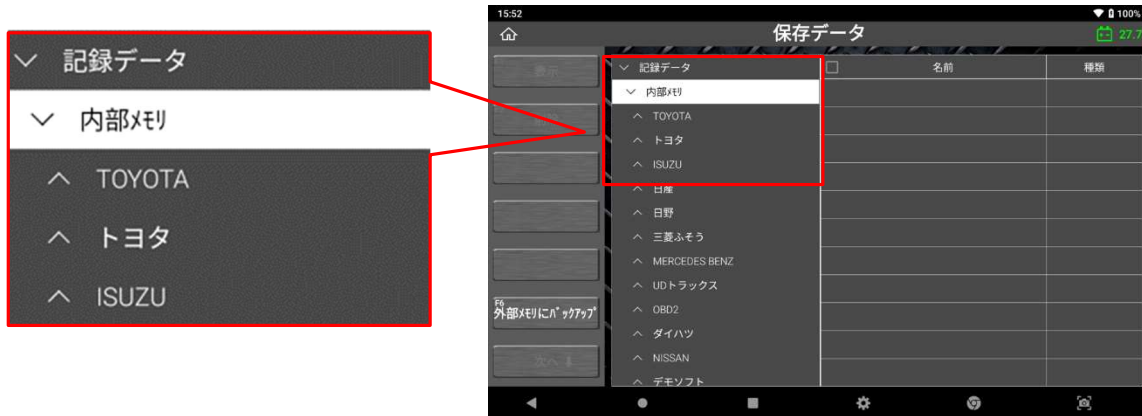 記録データ
内部ﾒﾓﾘ
TOYOTA
トヨタ
ISUZU
15:52
100%
保存データ
27.7
表示
記録データ
名前
種類
内部ﾒﾓﾘ
TOYOTA
トヨタ
ISUZU
日産
日野
三菱ふそう
MERCEDES BENZ
UDトラックス
F6
外部ﾒﾓﾘにﾊﾞｯｸｱｯﾌﾟ
OBD2
ダイハツ
次へ
NISSAN
デモソフト